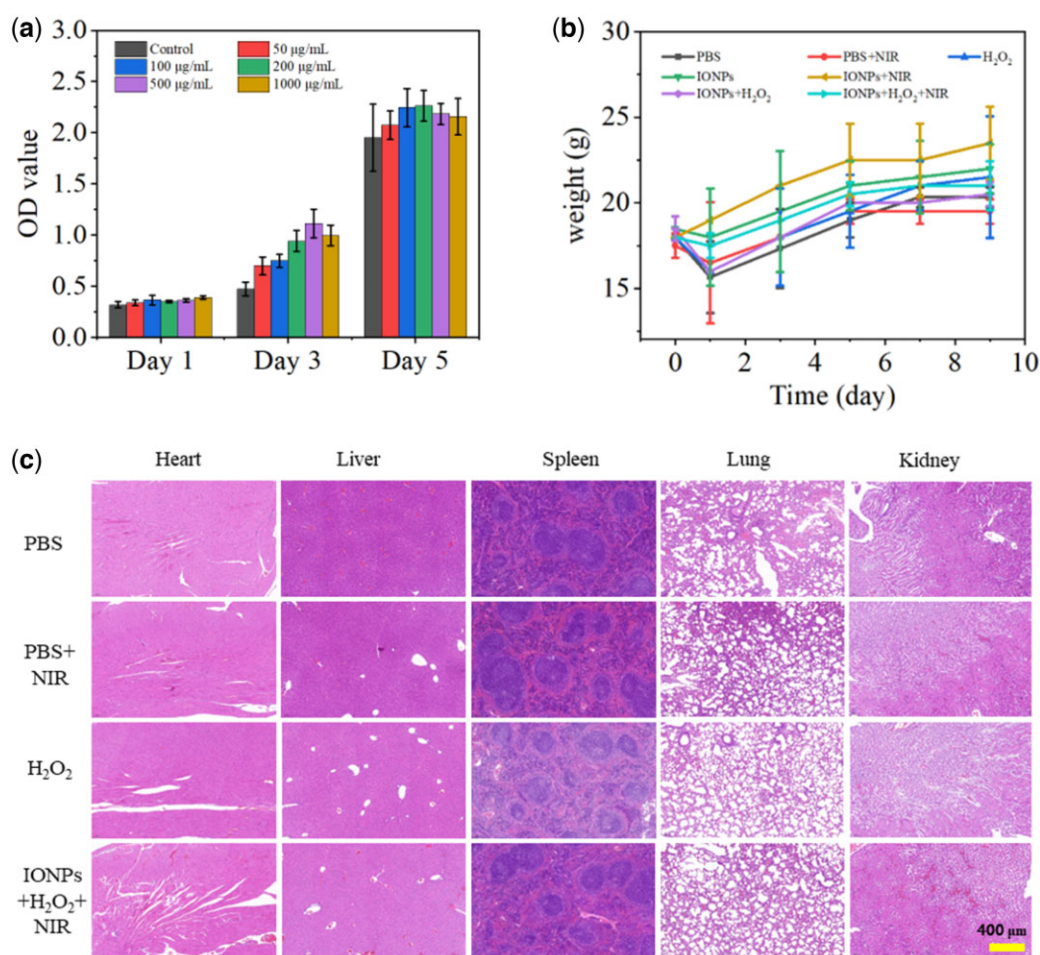 (a)
3.0
2.5
2.0
1.5
1.0
0.5
0.0
OD value
Control
50 μg/mL
100 μg/mL
200 μg/mL
500 μg/mL
1000 μg/mL
Day 1 Day 3 Day 5
(b)
30
25
20
15
weight (g)
PBS PBS+NIR H₂O₂
IONPs IONPs+NIR
IONPs+H₂O₂ IONPs+H₂O₂+NIR
0 2 4 6 8 10
Time (day)
(c)
Heart Liver Spleen Lung Kidney
PBS
PBS+
NIR
H₂O₂
IONPs
+H₂O₂+
NIR
400 μm